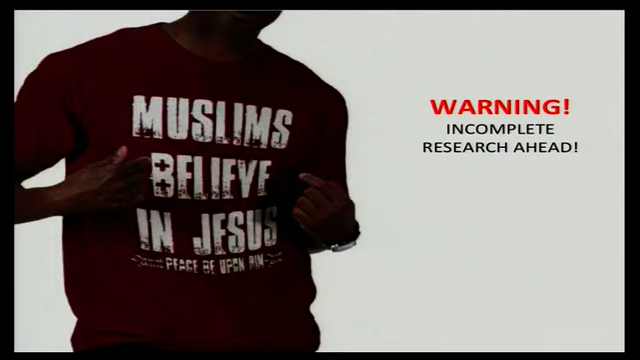 MUSLIMS
BELIEVE
IN JESUS
PEACE BE UPON HIM
WARNING!
INCOMPLETE
RESEARCH AHEAD!